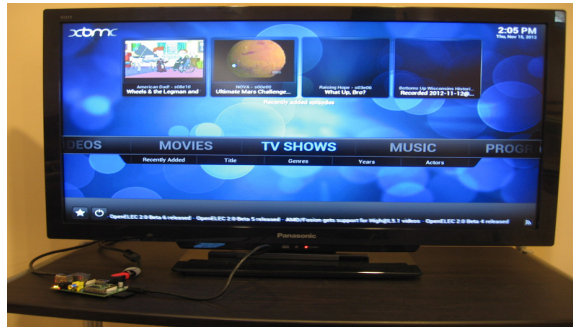 xbmc
2:05 PM
Thu, Nov 15, 2012
American Dad! - s08e10
Wheels & the Legman and
NOVA - s00e00
Ultimate Mars Challenge...
Raising Hope - s03e06
What Up, Bro?
Bottoms Up Wisconsins Histori...
Recorded 2012-11-12@...
Recently added episodes
DEOS MOVIES TV SHOWS MUSIC PROGR
Recently Added Title Genres Years Actors
OpenELEC 2.0 Beta 6 released! - OpenELEC 2.0 Beta 5 released! - AMD/Fusion gets support for High@L5.1 videos - OpenELEC 2.0 Beta 4 released!
Panasonic